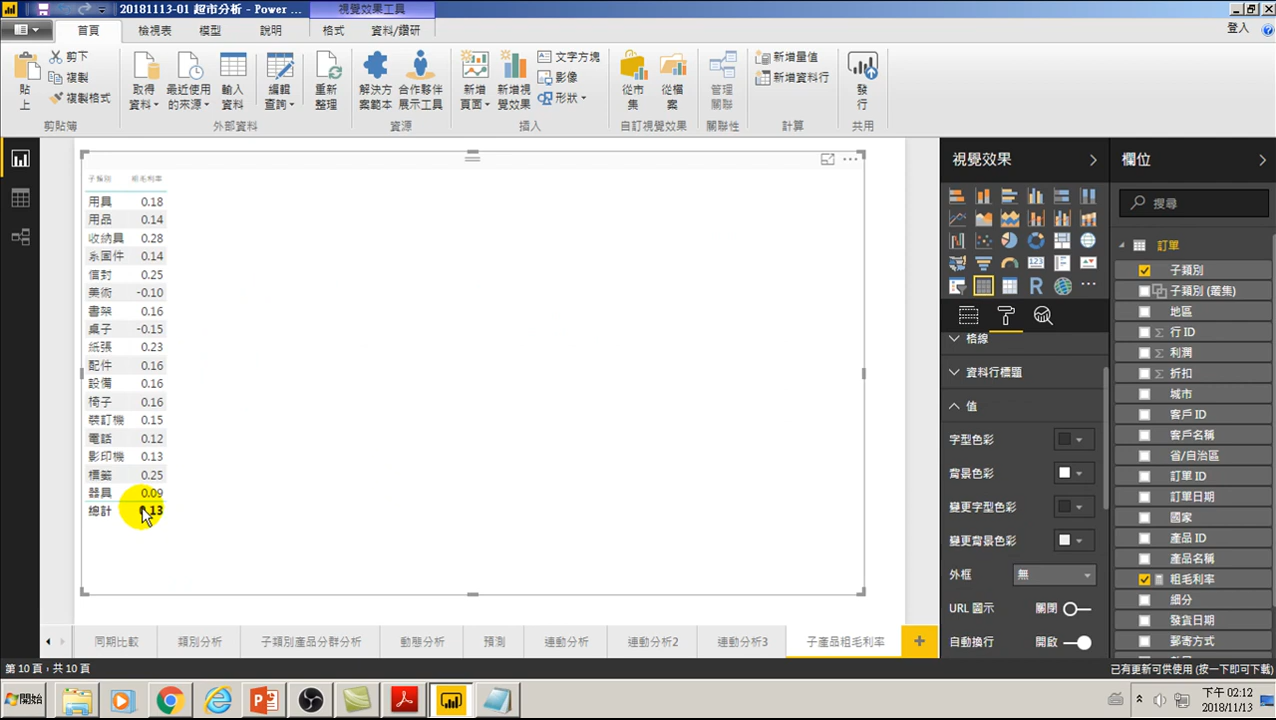 20181113-01 超市分析 - Power ...
視覺效果工具
首頁
檢視表
模型
說明
格式
資料/鑽研
登入
貼上
剪下
複製
複製格式
剪貼簿
取得資料
最近使用的來源
輸入資料
編輯查詢
重新整理
外部資料
解決方案範本
合作夥伴展示工具
資源
新增頁面
新增視覺效果
文字方塊
影像
形狀
插入
從市集
從檔案
自訂視覺效果
管理關聯
關聯性
新增量值
新增資料行
計算
發行
共用
子類別 粗毛利率
用具 0.18
用品 0.14
收納具 0.28
系固件 0.14
信封 0.25
美術 -0.10
書架 0.16
桌子 -0.15
紙張 0.23
配件 0.16
設備 0.16
椅子 0.16
裝訂機 0.15
電話 0.12
影印機 0.13
標籤 0.25
器具 0.09
總計 0.13
視覺效果
格線
資料行標題
值
字型色彩
背景色彩
變更字型色彩
變更背景色彩
外框 無
URL 圖示 關閉
自動換行 開啟
欄位
搜尋
訂單
子類別
子類別 (叢集)
地區
行 ID
利潤
折扣
城市
客戶 ID
客戶名稱
省/自治區
訂單 ID
訂單日期
國家
產品 ID
產品名稱
粗毛利率
細分
發貨日期
郵寄方式
同期比較
類別分析
子類別產品分群分析
動態分析
預測
連動分析
連動分析2
連動分析3
子產品粗毛利率
第 10 頁，共 10 頁
已有更新可供使用 (按一下即可下載)
開始
下午 02:12
2018/11/13